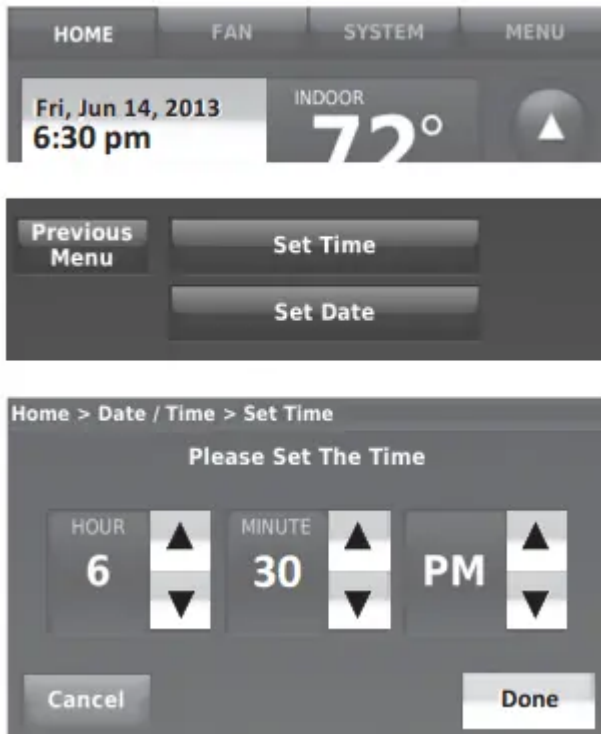 HOME FAN SYSTEM MENU
Fri, Jun 14, 2013
6:30 pm
INDOOR
72°
Previous
Menu
Set Time
Set Date
Home > Date / Time > Set Time
Please Set The Time
HOUR MINUTE
6 30 PM
Cancel Done